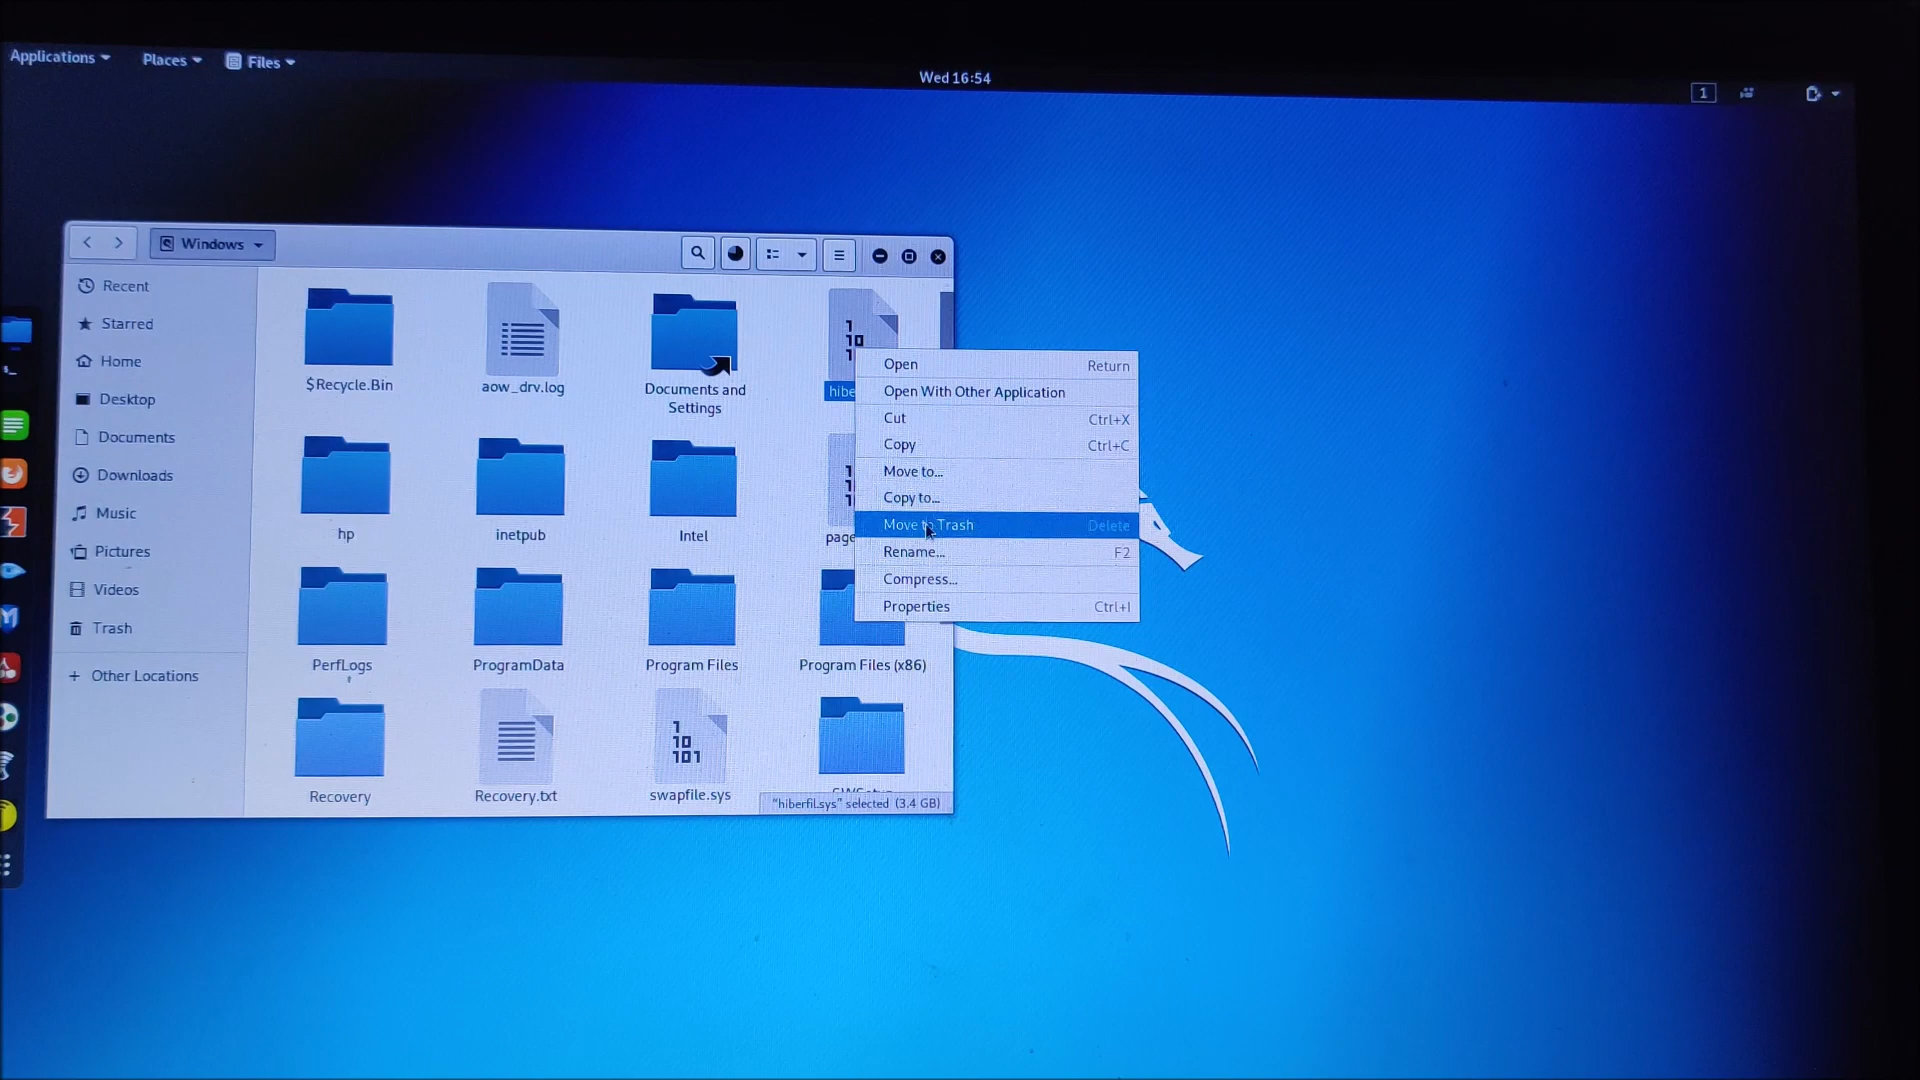 Applications
Places
Files
Wed 16:54
1
Windows
Recent
Starred
Home
Desktop
Documents
Downloads
Music
Pictures
Videos
Trash
+ Other Locations
$Recycle.Bin
aow_drv.log
Documents and
Settings
hibe
hp
inetpub
Intel
page
PerfLogs
ProgramData
Program Files
Program Files (x86)
Recovery
Recovery.txt
swapfile.sys
1
10
101
"hiberfil.sys" selected (3.4 GB)
Open Return
Open With Other Application
Cut Ctrl+X
Copy Ctrl+C
Move to...
Copy to...
Move to Trash Delete
Rename... F2
Compress...
Properties Ctrl+I